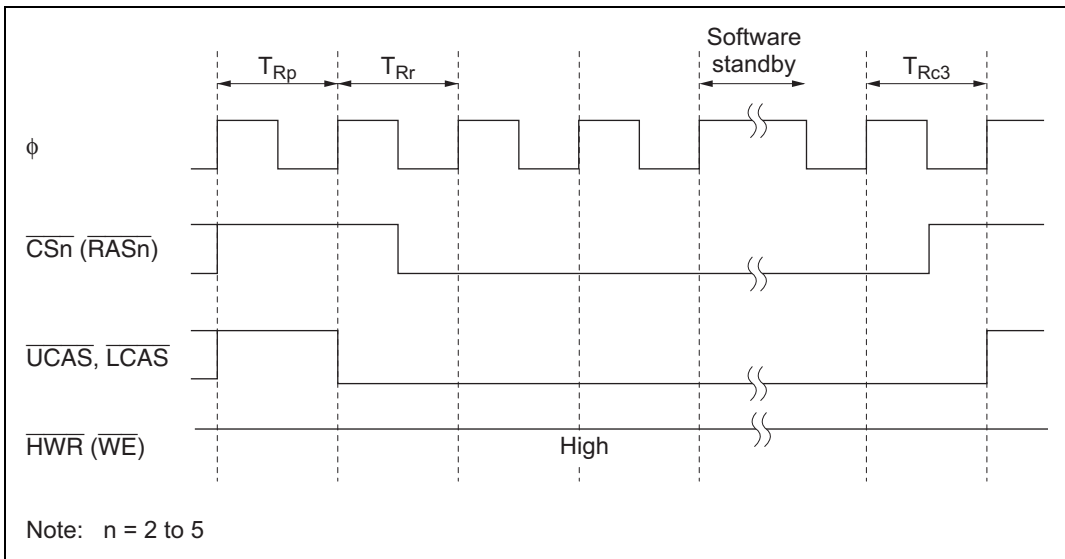 Software
standby
TRp
TRr
TRc3
ϕ
CSn (RASn)
UCAS, LCAS
HWR (WE)
High
Note: n = 2 to 5